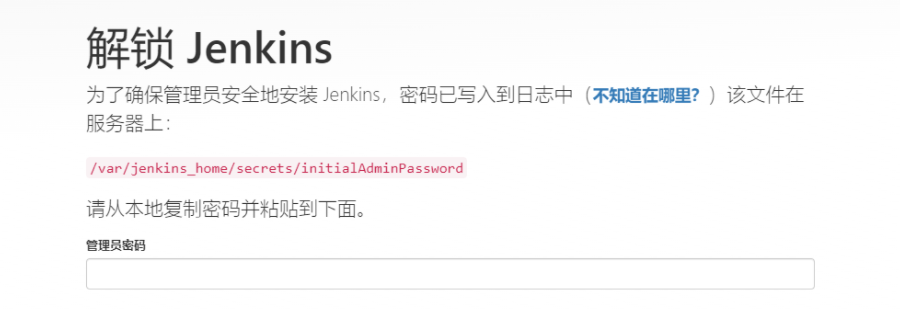 解锁 Jenkins
为了确保管理员安全地安装 Jenkins，密码已写入到日志中（不知道在哪里？）该文件在
服务器上：
/var/jenkins_home/secrets/initialAdminPassword
请从本地复制密码并粘贴到下面。
管理员密码